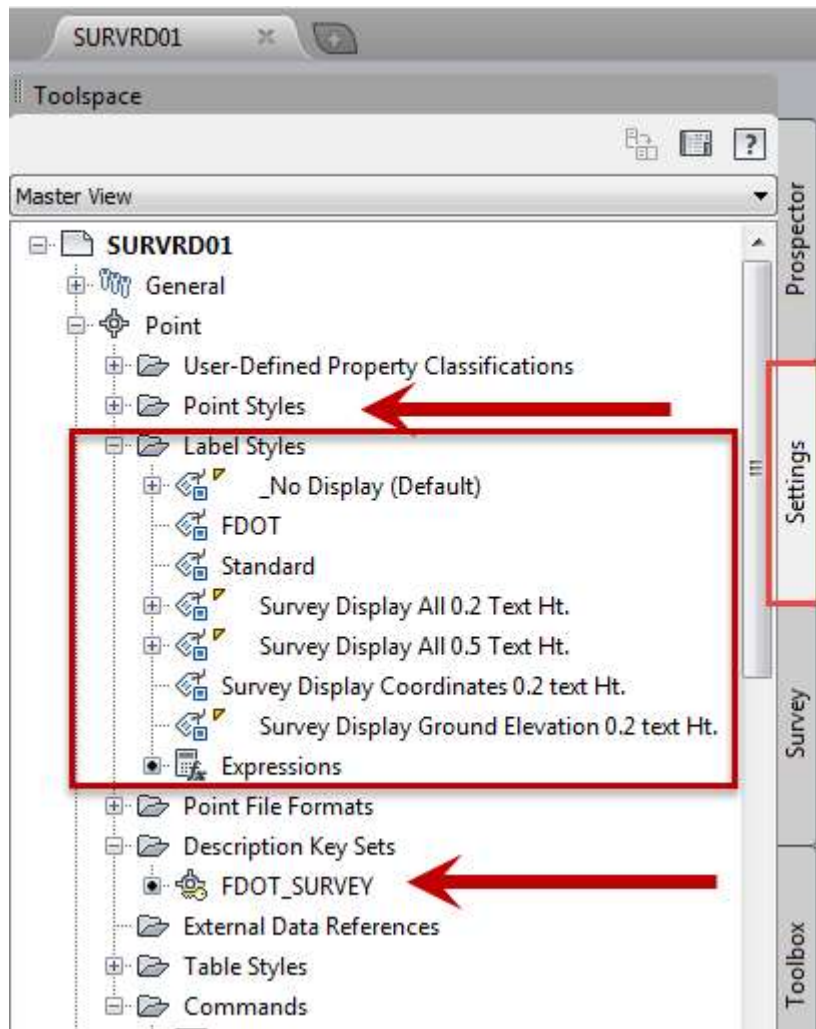 SURVRD01
Toolspace
?
Master View
SURVRD01
General
Point
User-Defined Property Classifications
Point Styles
Label Styles
_No Display (Default)
FDOT
Standard
Survey Display All 0.2 Text Ht.
Survey Display All 0.5 Text Ht.
Survey Display Coordinates 0.2 text Ht.
Survey Display Ground Elevation 0.2 text Ht.
Expressions
Point File Formats
Description Key Sets
FDOT_SURVEY
External Data References
Table Styles
Commands
Prospector
Settings
Survey
Toolbox